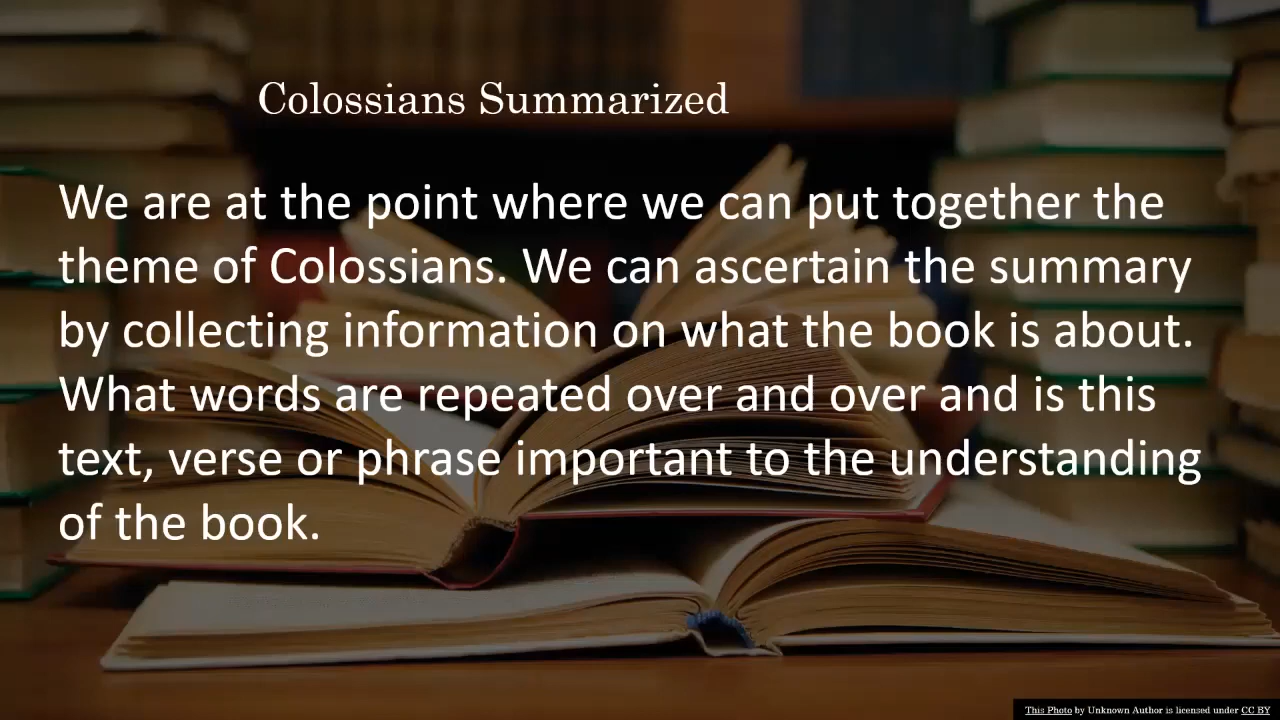 Colossians Summarized
We are at the point where we can put together the
theme of Colossians. We can ascertain the summary
by collecting information on what the book is about.
What words are repeated over and over and is this
text, verse or phrase important to the understanding
of the book.
This Photo by Unknown Author is licensed under CC BY